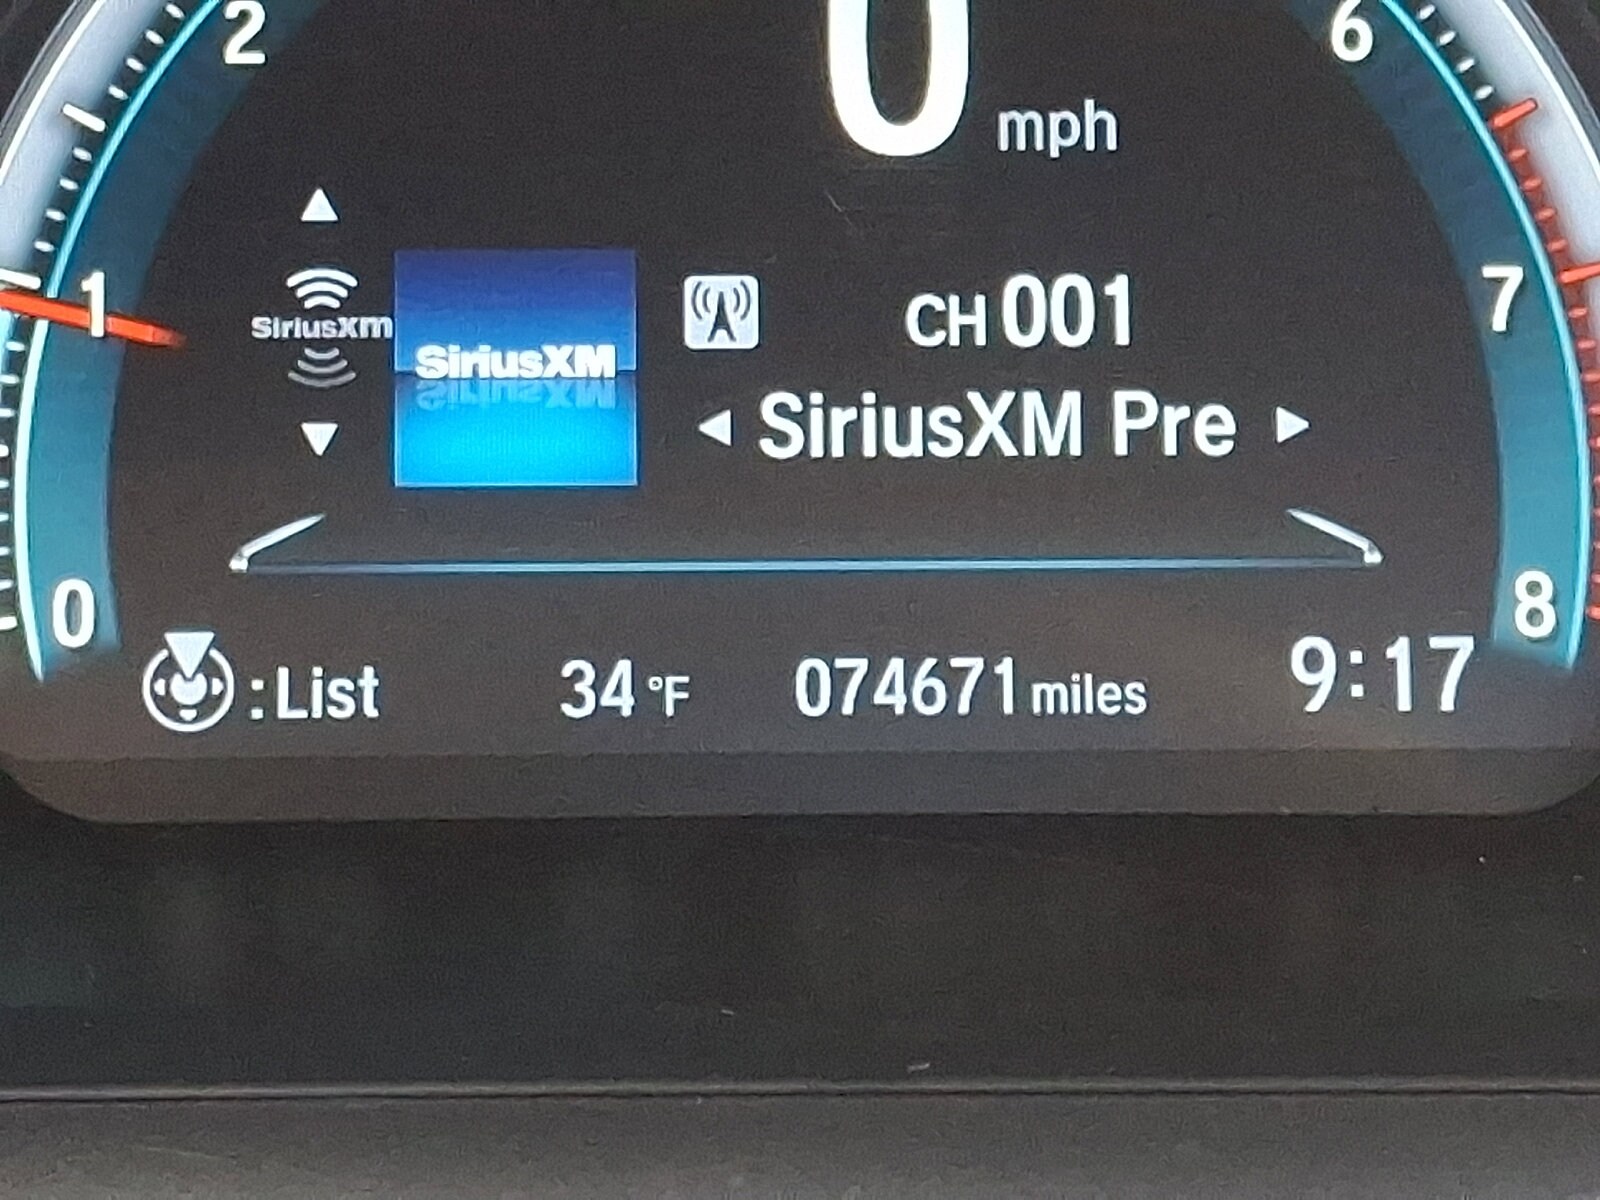 2
0 mph
6
1
7
SiriusXM
SiriusXM
CH 001
SiriusXM Pre
0
8
: List
34 °F
074671 miles
9:17